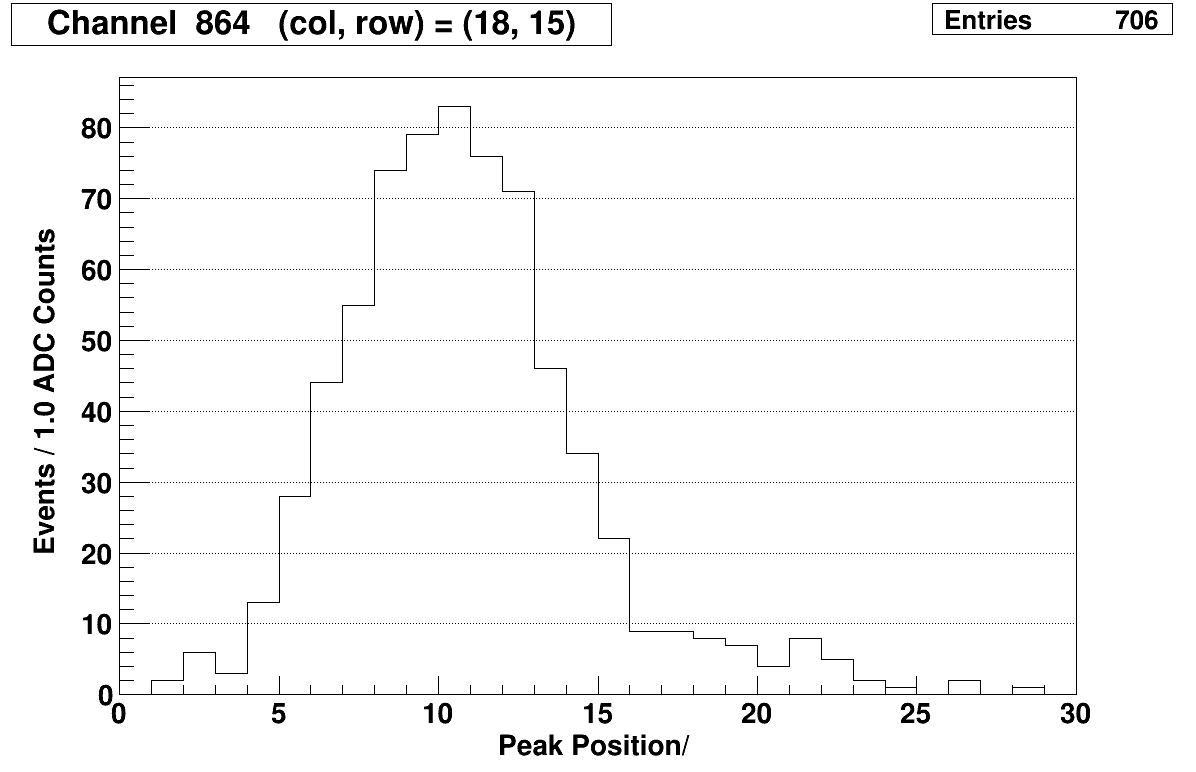 Channel  864   (col, row) = (18, 15)
Entries 706
Events / 1.0 ADC Counts
80
70
60
50
40
30
20
10
0
0 5 10 15 20 25 30
Peak Position/